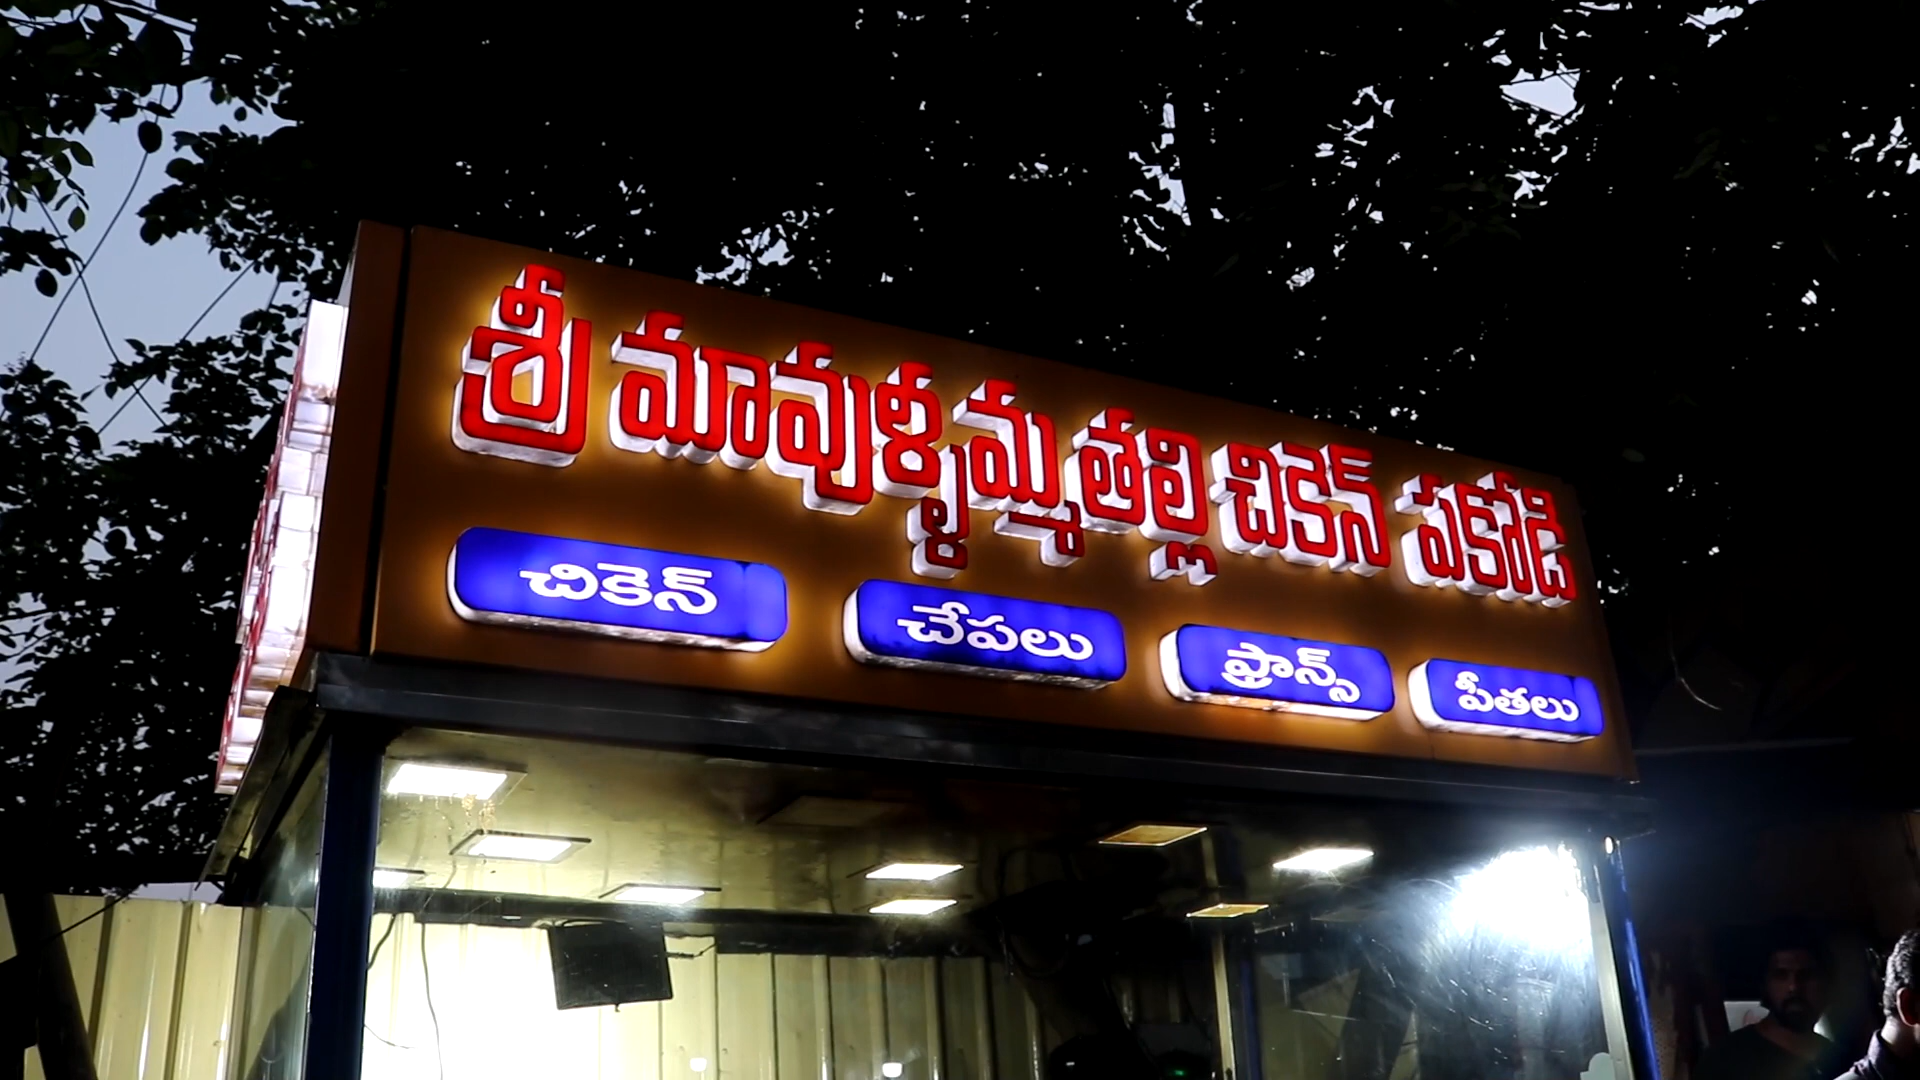 శ్రీ మావుళ్ళమ్మతల్లి చికెన్ పకోడి
చికెన్ చేపలు ఫ్రాన్స్ పీతలు